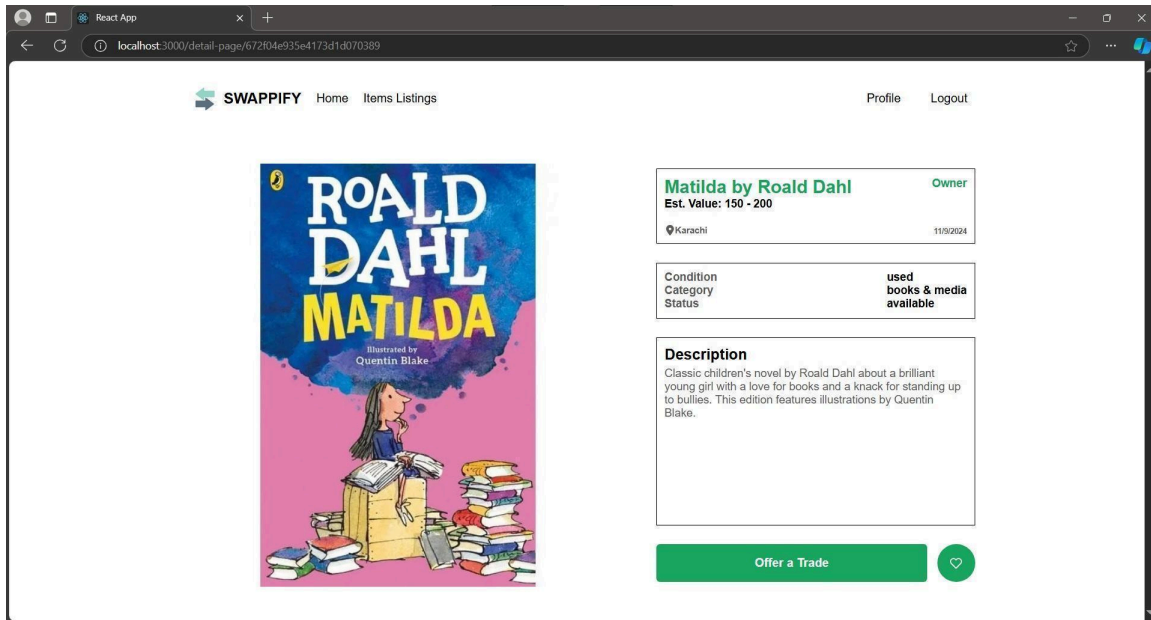 React App
localhost:3000/detail-page/672f04e935e4173d1d070389
SWAPPIFY Home Items Listings Profile Logout
ROALD
DAHL
MATILDA
Illustrated by
Quentin Blake
Matilda by Roald Dahl Owner
Est. Value: 150 - 200
Karachi 11/9/2024
Condition used
Category books & media
Status available
Description
Classic children's novel by Roald Dahl about a brilliant
young girl with a love for books and a knack for standing up
to bullies. This edition features illustrations by Quentin
Blake.
Offer a Trade